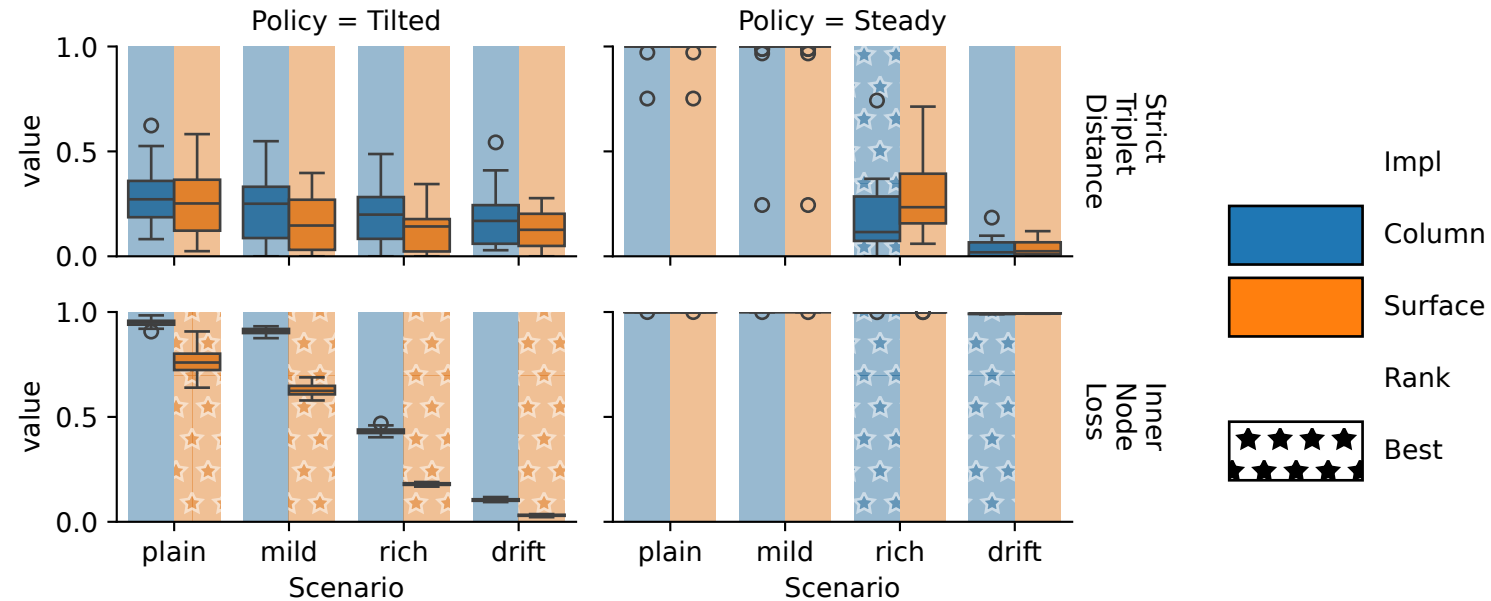 Policy = Tilted
Policy = Steady
1.0
0.5
0.0
value
Strict
Triplet
Distance
1.0
0.5
0.0
value
Inner
Node
Loss
plain
mild
rich
drift
Scenario
plain
mild
rich
drift
Scenario
Impl
Column
Surface
Rank
Best